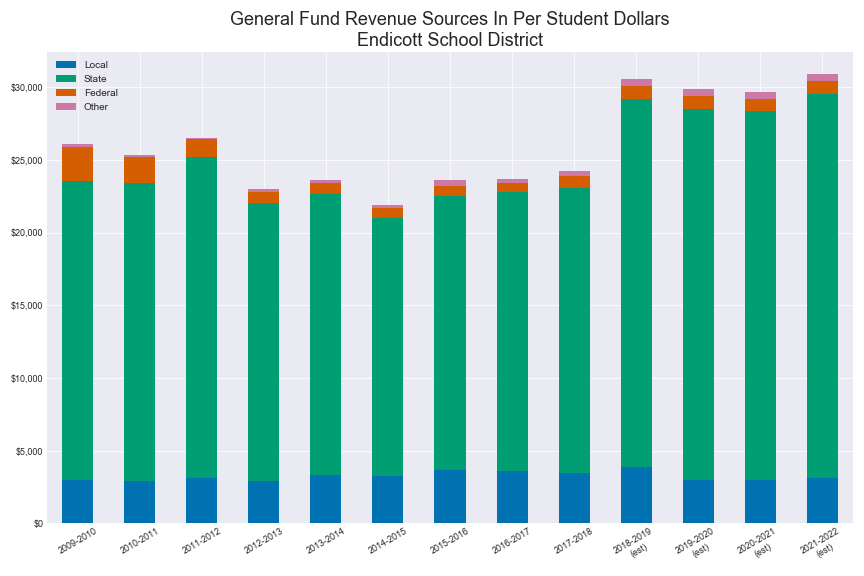 General Fund Revenue Sources In Per Student Dollars
Endicott School District
Local
State
Federal
Other
$30,000
$25,000
$20,000
$15,000
$10,000
$5,000
$0
2009-2010
2010-2011
2011-2012
2012-2013
2013-2014
2014-2015
2015-2016
2016-2017
2017-2018
2018-2019
(est)
2019-2020
(est)
2020-2021
(est)
2021-2022
(est)